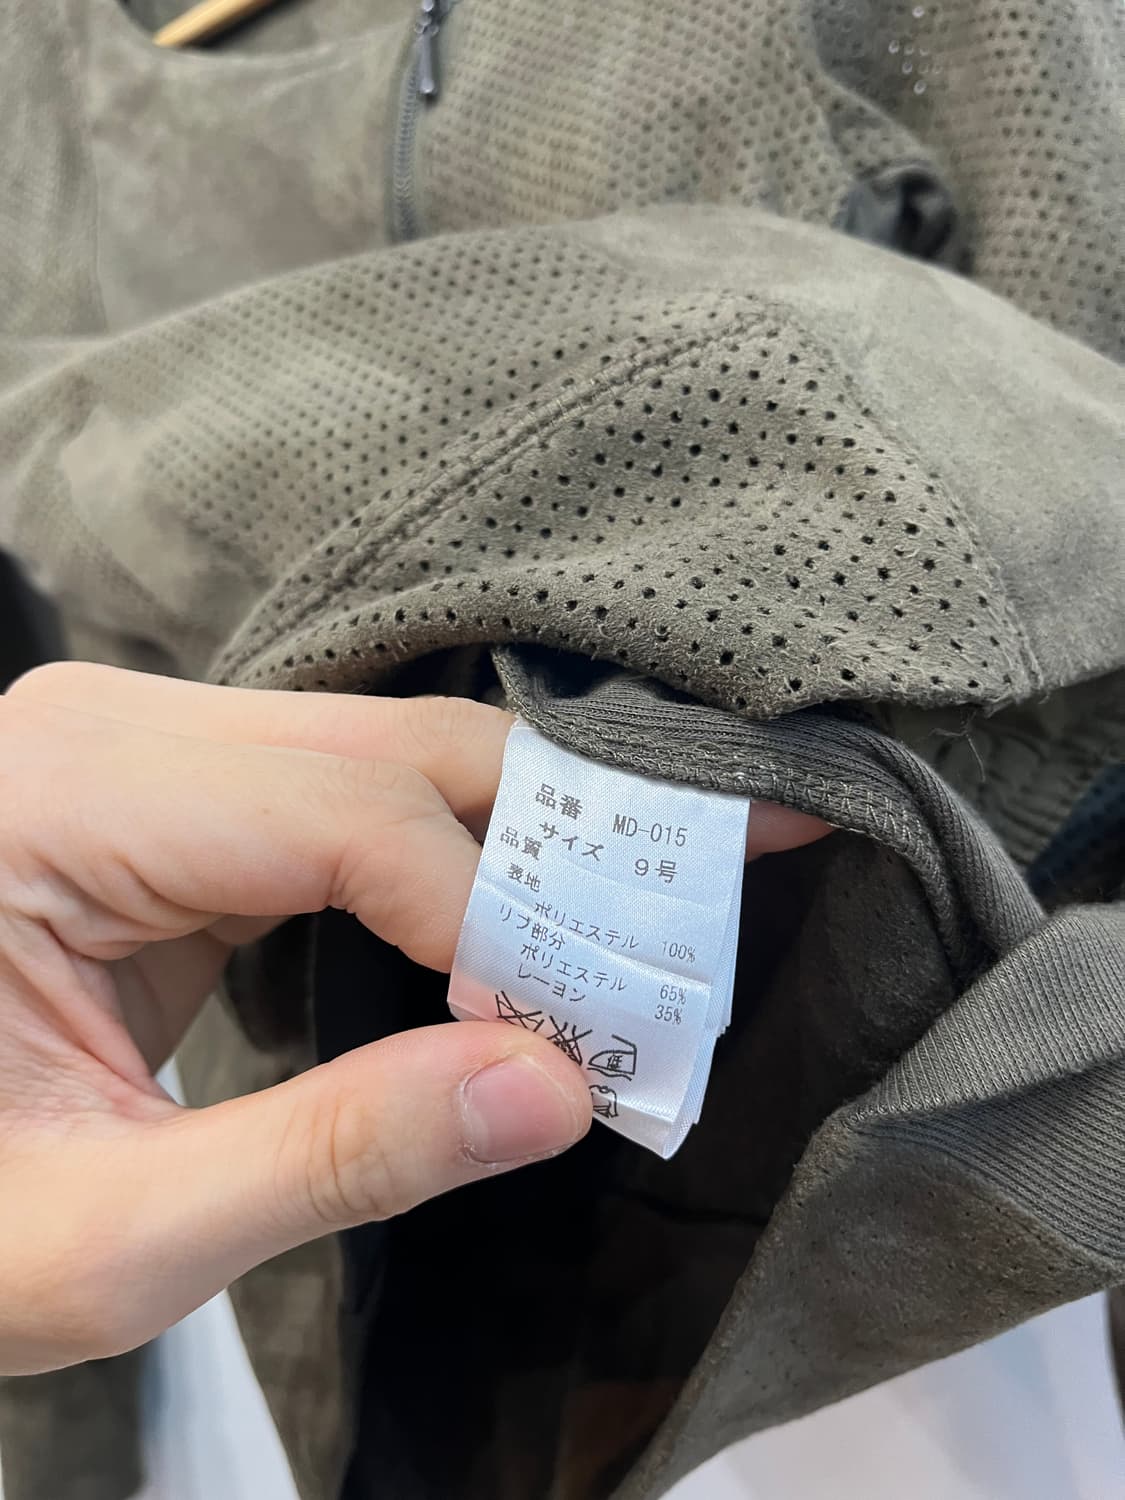 品番 MD-015
サイズ 9号
品質
表地
ポリエステル 100%
リブ部分
ポリエステル 65%
レーヨン 35%
低